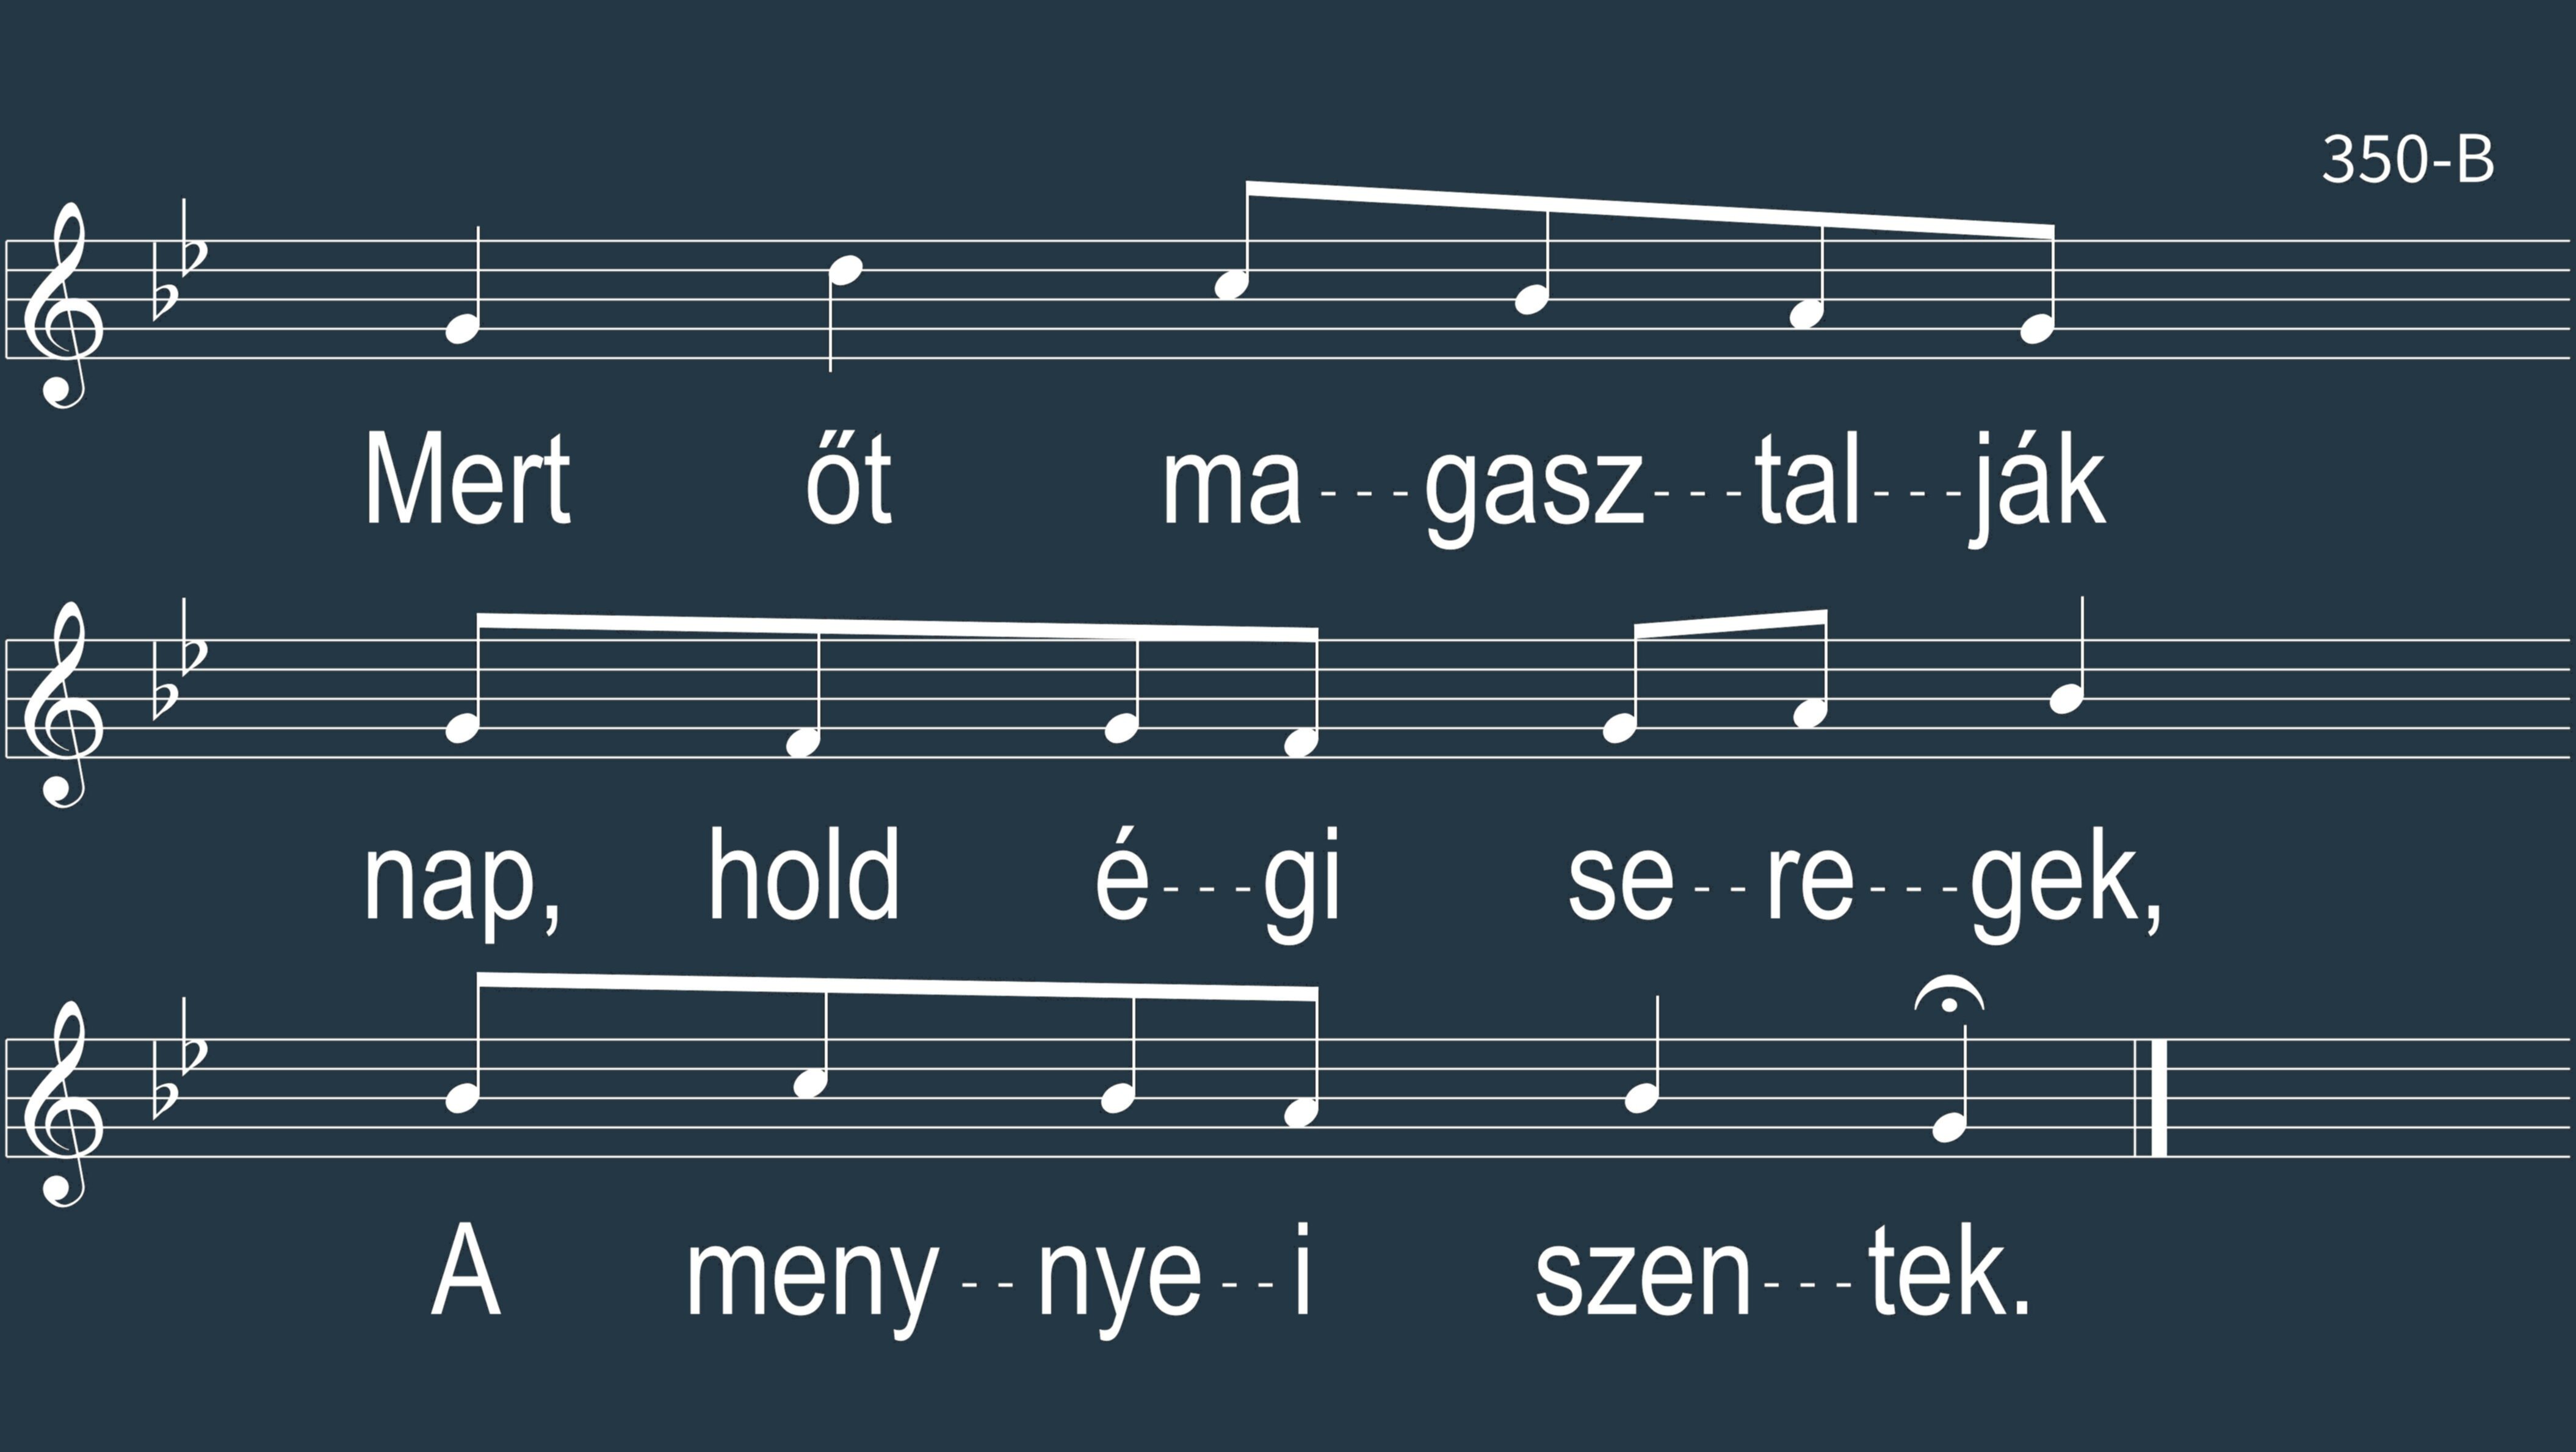 350-B
Mert őt ma---gasz---tal---ják
nap, hold é---gi se--re---gek,
A meny--nye--i szen---tek.